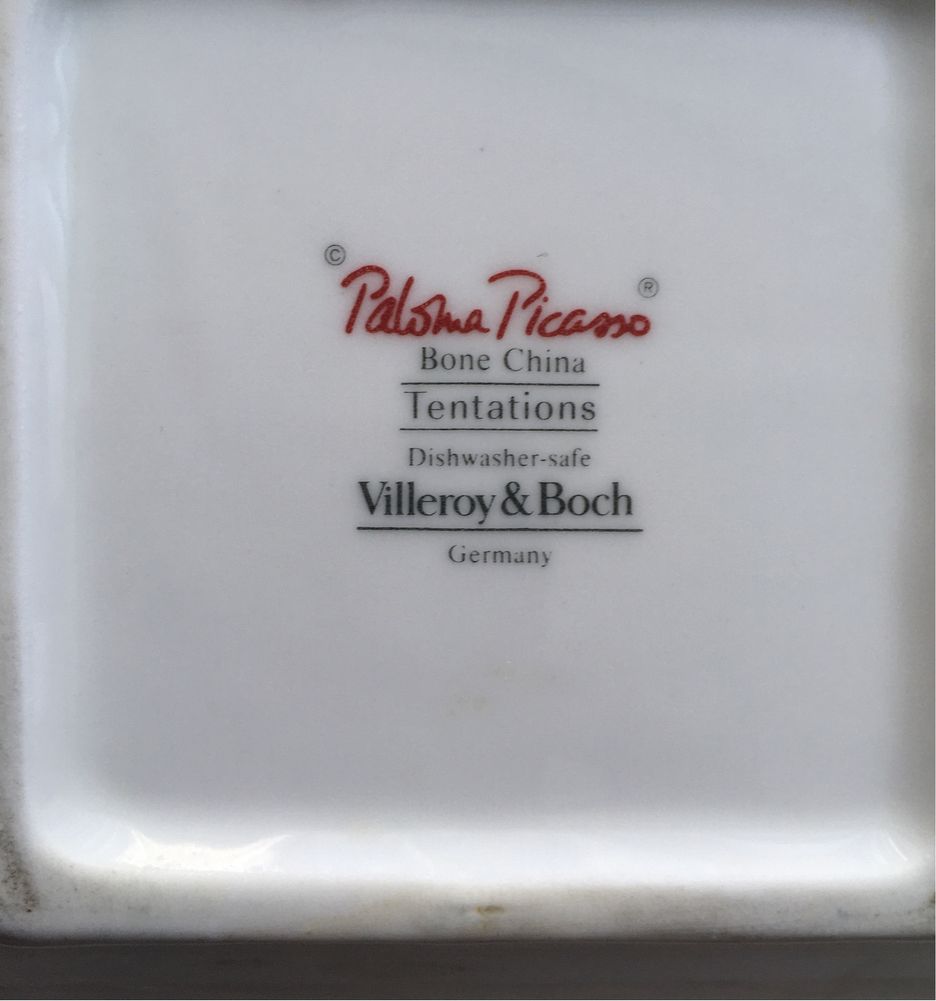 ©
Paloma Picasso ®
Bone China
Tentations
Dishwasher-safe
Villeroy & Boch
Germany